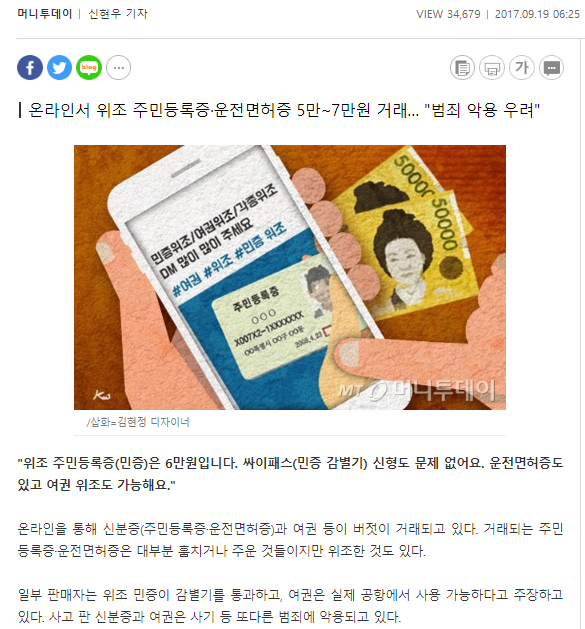 머니투데이 | 신현우 기자
VIEW 34,679 | 2017.09.19 06:25
f
blog
가
온라인서 위조 주민등록증·운전면허증 5만~7만원 거래... "범죄 악용 우려"
민증위조/여권위조/각종위조
DM 많이 많이 주세요
#여권 #위조 #민증 위조
주민등록증
○○○
X007X2-1XXXXXXX
○○특별시 ○○구 ○○동
2008.4.23
50000
50000
MT 머니투데이
/삽화=김현정 디자이너
"위조 주민등록증(민증)은 6만원입니다. 싸이패스(민증 감별기) 신형도 문제 없어요. 운전면허증도
있고 여권 위조도 가능해요."
온라인을 통해 신분증(주민등록증·운전면허증)과 여권 등이 버젓이 거래되고 있다. 거래되는 주민
등록증·운전면허증은 대부분 훔치거나 주운 것들이지만 위조한 것도 있다.
일부 판매자는 위조 민증이 감별기를 통과하고, 여권은 실제 공항에서 사용 가능하다고 주장하고
있다. 사고 판 신분증과 여권은 사기 등 또다른 범죄에 악용되고 있다.